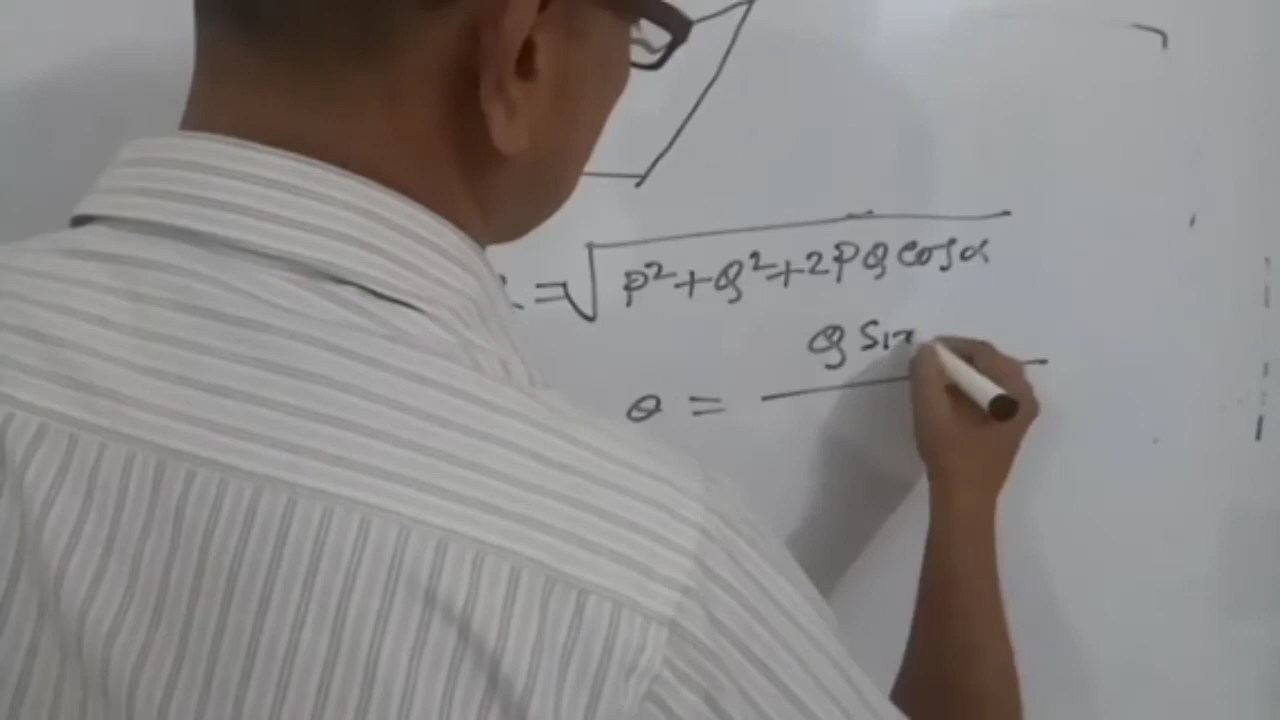 = √P²+Q²+2PQ cosα
Q Sin
θ =